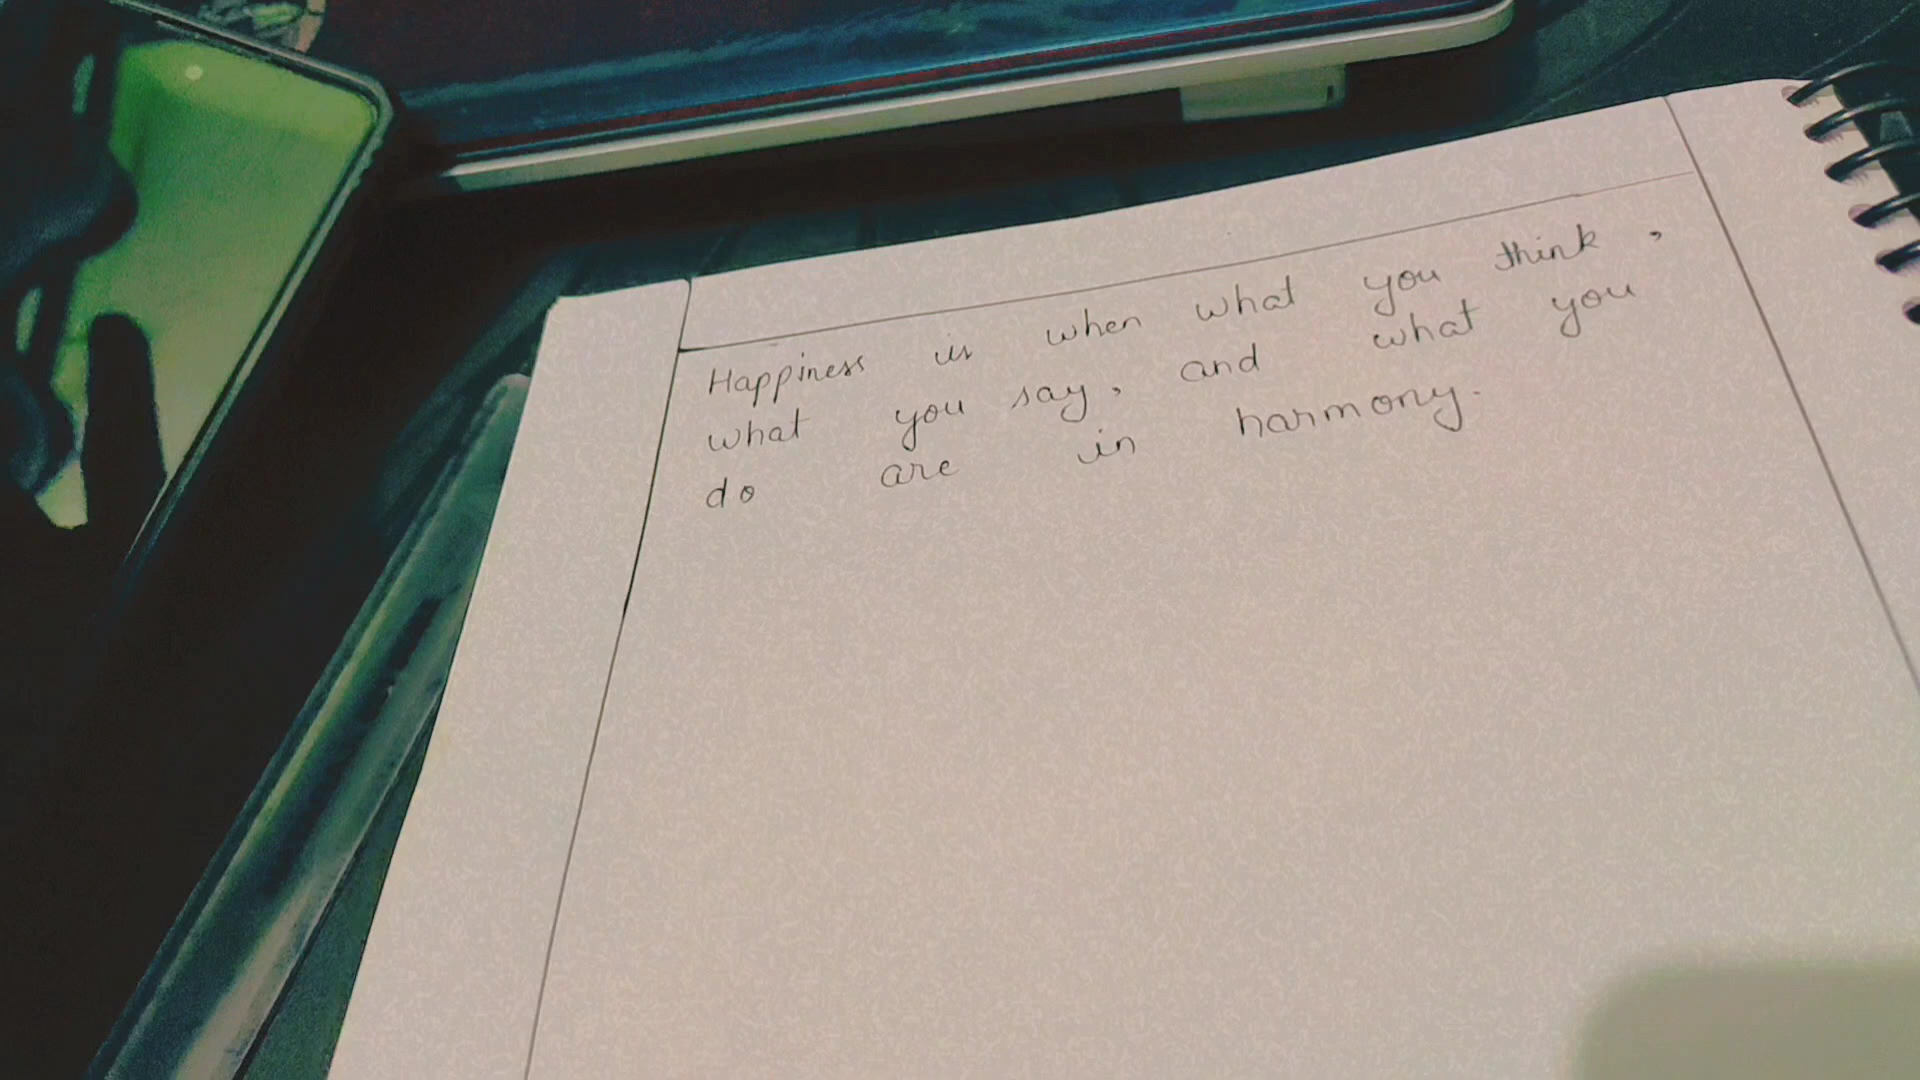 Happiness is when what you think,
what you say, and what you
do are in harmony.